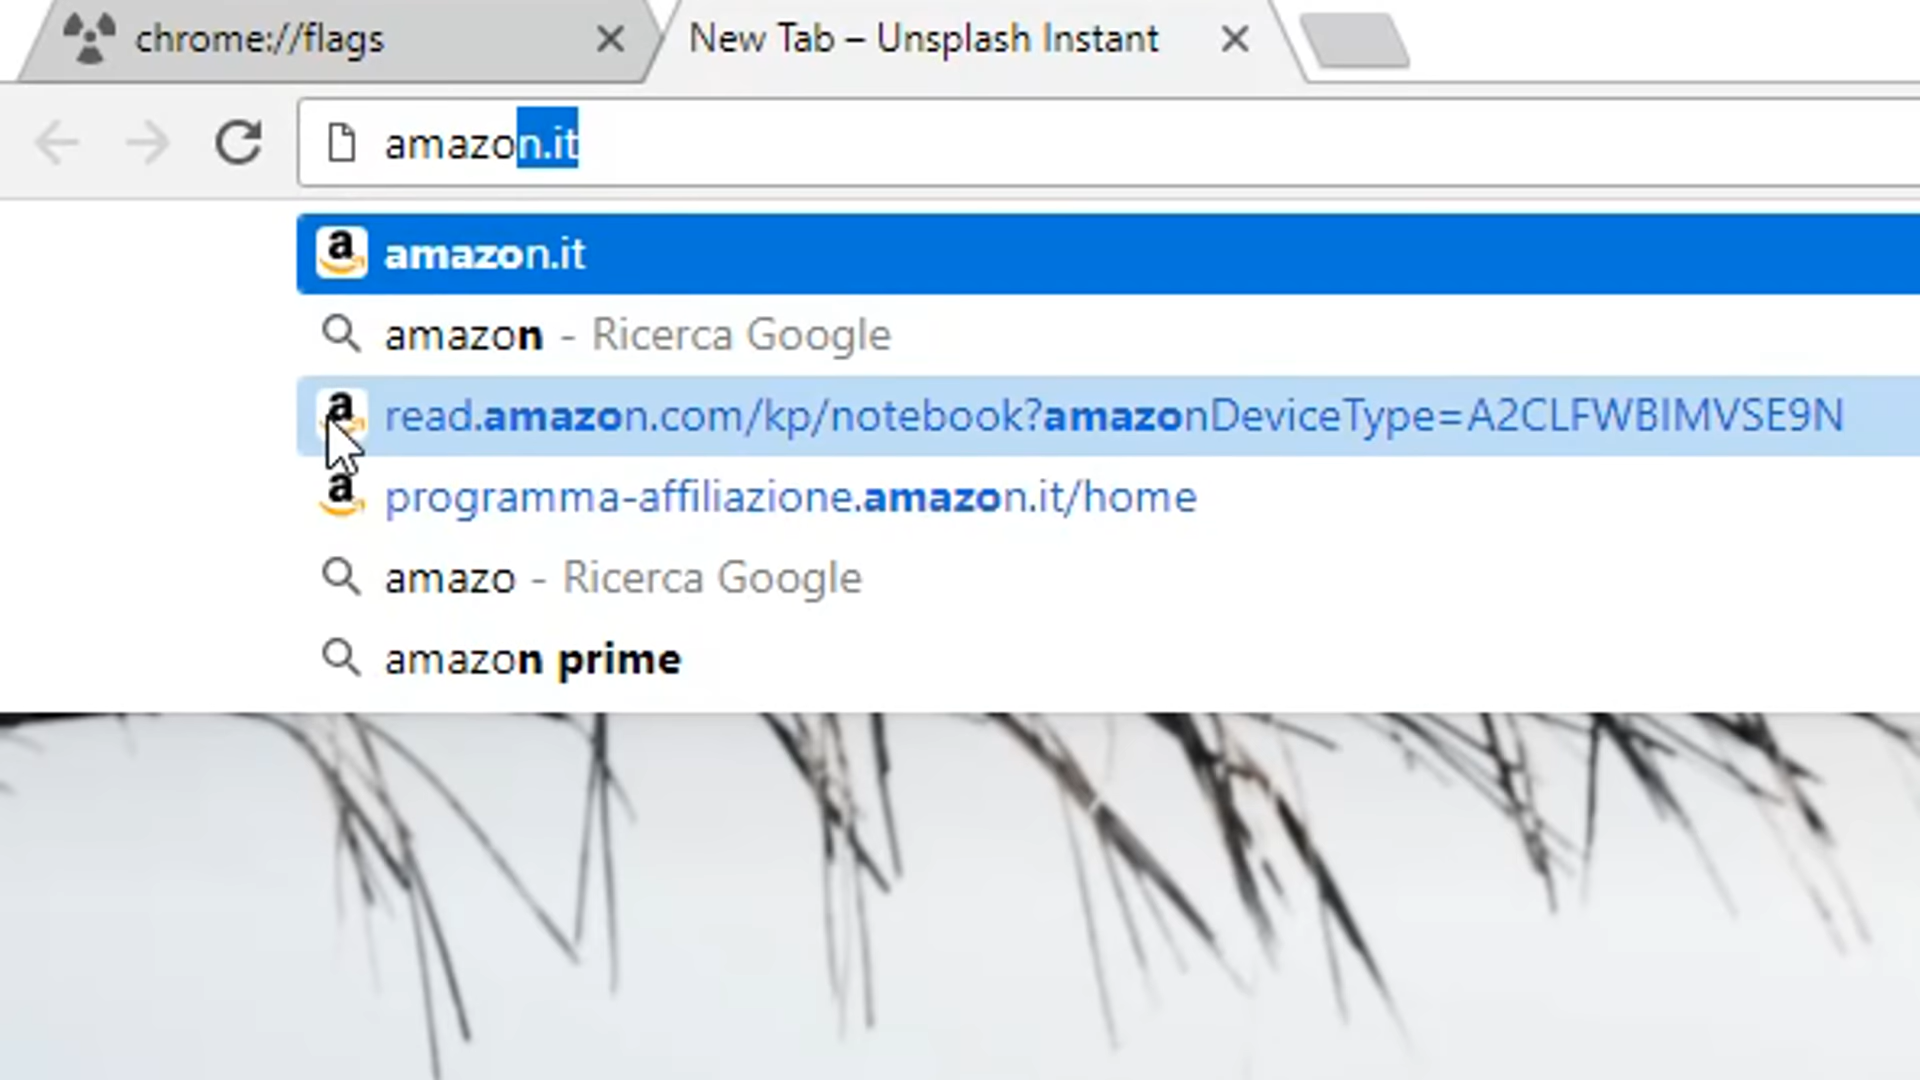 chrome://flags
New Tab – Unsplash Instant
amazon.it
amazon.it
amazon - Ricerca Google
read.amazon.com/kp/notebook?amazonDeviceType=A2CLFWBIMVSE9N
programma-affiliazione.amazon.it/home
amazo - Ricerca Google
amazon prime